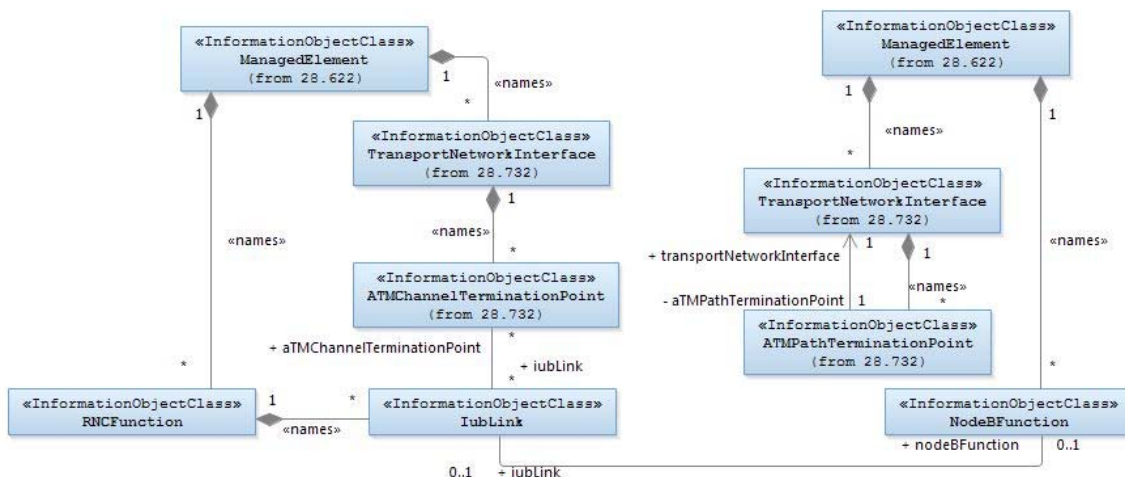 «InformationObjectClass»
ManagedElement
(from 28.622)
1
1
«names»
*
«InformationObjectClass»
TransportNetworkInterface
(from 28.732)
1
«names»
«names»
*
«InformationObjectClass»
ATMChannelTerminationPoint
(from 28.732)
*
+ aTMChannelTerminationPoint
+ iubLink
*
*
«InformationObjectClass»
RNCFunction
1
*
«names»
«InformationObjectClass»
IubLink
0..1
+ iubLink
«InformationObjectClass»
ManagedElement
(from 28.622)
1
1
«names»
*
«InformationObjectClass»
TransportNetworkInterface
(from 28.732)
«names»
1
1
+ transportNetworkInterface
«names»
- aTMPathTerminationPoint
1
*
«InformationObjectClass»
ATMPathTerminationPoint
(from 28.732)
*
«InformationObjectClass»
NodeBFunction
+ nodeBFunction
0..1